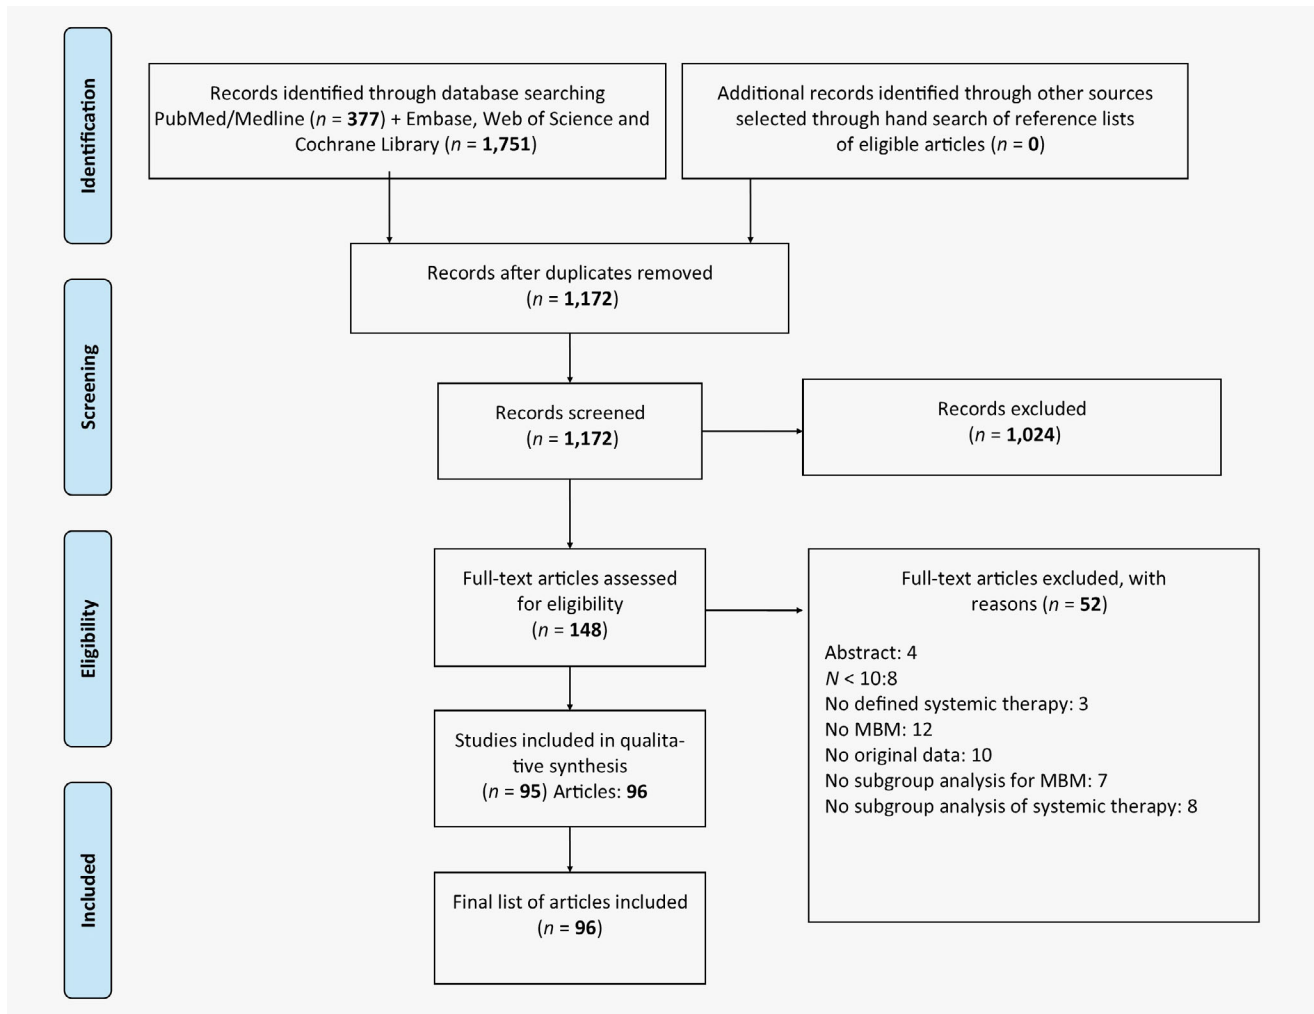 Identification
Records identified through database searching
PubMed/Medline (n = 377) + Embase, Web of Science and
Cochrane Library (n = 1,751)
Additional records identified through other sources
selected through hand search of reference lists
of eligible articles (n = 0)
Records after duplicates removed
(n = 1,172)
Screening
Records screened
(n = 1,172)
Records excluded
(n = 1,024)
Eligibility
Full-text articles assessed
for eligibility
(n = 148)
Full-text articles excluded, with
reasons (n = 52)
Abstract: 4
N < 10:8
No defined systemic therapy: 3
No MBM: 12
No original data: 10
No subgroup analysis for MBM: 7
No subgroup analysis of systemic therapy: 8
Studies included in qualita-
tive synthesis
(n = 95) Articles: 96
Included
Final list of articles included
(n = 96)